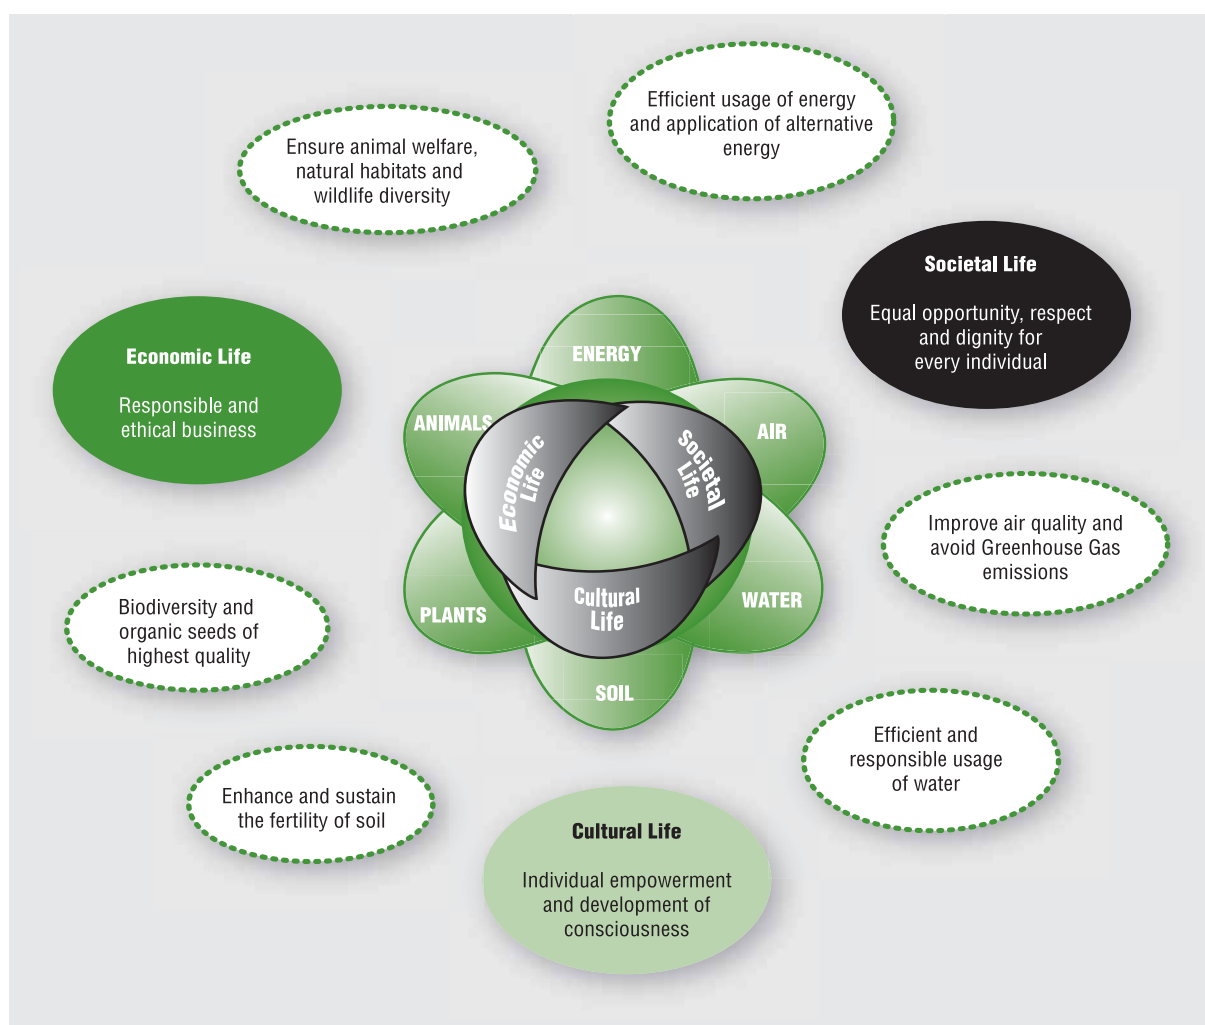 Efficient usage of energy
and application of alternative
energy
Ensure animal welfare,
natural habitats and
wildlife diversity
Societal Life
Equal opportunity, respect
and dignity for
every individual
Economic Life
Responsible and
ethical business
ENERGY
ANIMALS
AIR
Economic
Life
Societal
Life
Cultural
Life
PLANTS
WATER
SOIL
Improve air quality and
avoid Greenhouse Gas
emissions
Biodiversity and
organic seeds of
highest quality
Efficient and
responsible usage
of water
Enhance and sustain
the fertility of soil
Cultural Life
Individual empowerment
and development of
consciousness